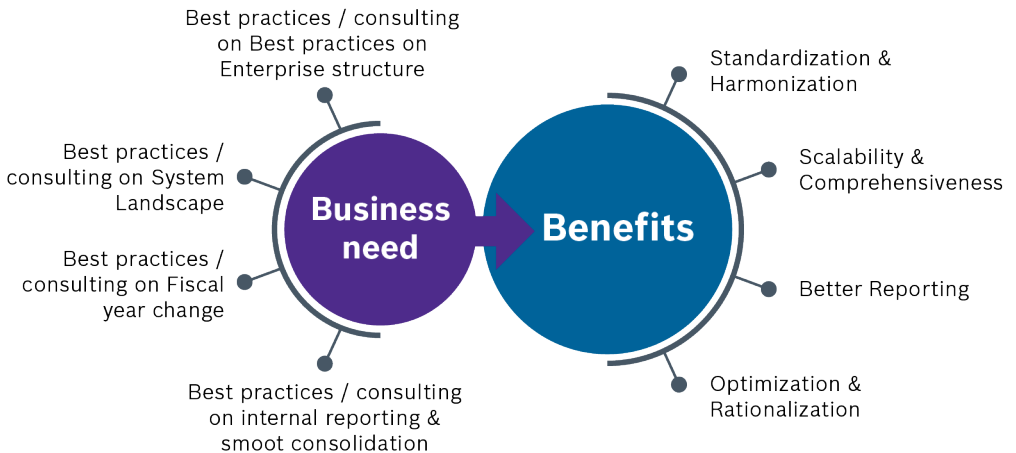 Best practices / consulting
on Best practices on
Enterprise structure
Best practices /
consulting on System
Landscape
Best practices /
consulting on Fiscal
year change
Best practices / consulting
on internal reporting &
smoot consolidation
Business
need
Benefits
Standardization &
Harmonization
Scalability &
Comprehensiveness
Better Reporting
Optimization &
Rationalization